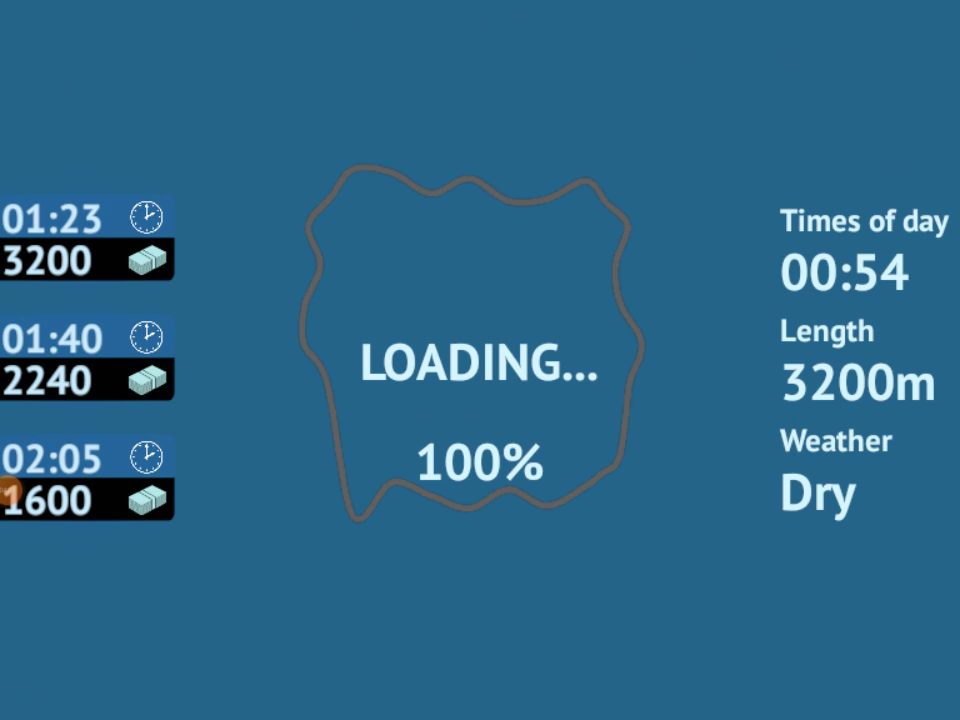 01:23
3200
01:40
2240
02:05
1600
LOADING...
100%
Times of day
00:54
Length
3200m
Weather
Dry